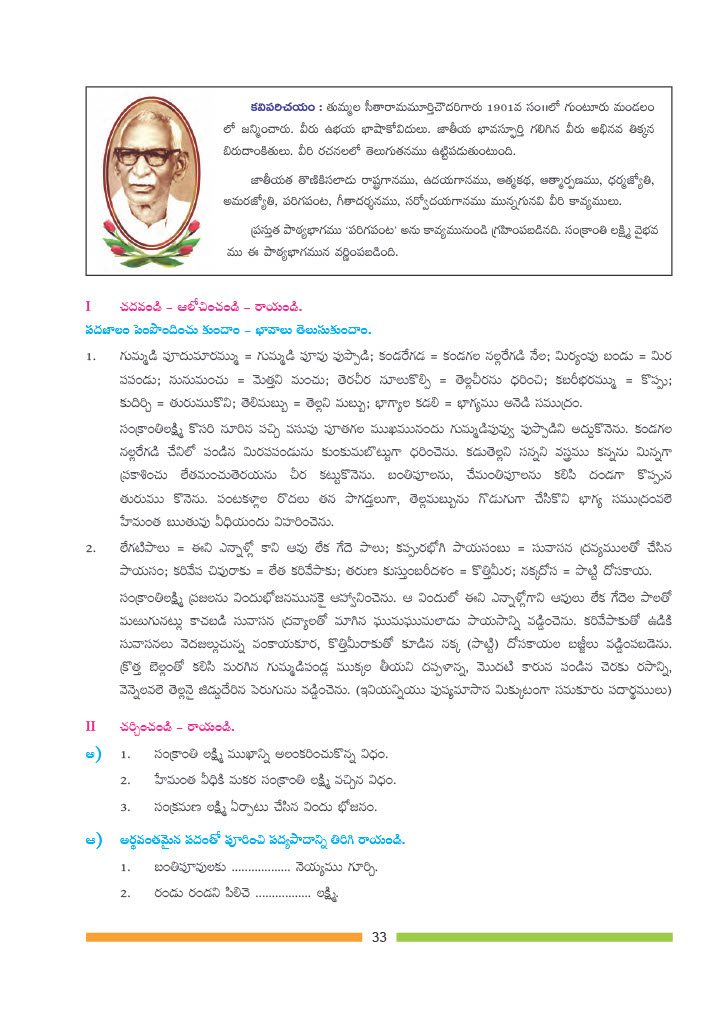 కవిపరిచయం : తుమ్మల సీతారామమూర్తిచౌదరిగారు 1901వ సం॥లో గుంటూరు మండలం
లో జన్మించారు. వీరు ఉభయ భాషాకోవిదులు. జాతీయ భావస్ఫూర్తి గలిగిన వీరు అభినవ తిక్కన
బిరుదాంకితులు. వీరి రచనలలో తెలుగుతనము ఉట్టిపడుతుంటుంది.
జాతీయత తొణికిసలాడు రాష్ట్రగానము, ఉదయగానము, ఆత్మకథ, ఆత్మార్పణము, ధర్మజ్యోతి,
అమరజ్యోతి, పరిగపంట, గీతాదర్శనము, సర్వోదయగానము మున్నగునవి వీరి కావ్యములు.
ప్రస్తుత పాఠ్యభాగము 'పరిగపంట' అను కావ్యమునుండి గ్రహింపబడినది. సంక్రాంతి లక్ష్మి వైభవ
ము ఈ పాఠ్యభాగమున వర్ణింపబడింది.
I చదవండి – ఆలోచించండి – రాయండి.
పదజాలం పెంపొందించు కుందాం – భావాలు తెలుసుకుందాం.
1. గుమ్మడి పూదుమారమ్ము = గుమ్మడి పూవు పుప్పొడి; కండరేగడ = కండగల నల్లరేగడి నేల; మిర్యంపు బండు = మిర
పపండు; నునుమంచు = మెత్తని మంచు; తెరచీర నూలుకొల్పి = తెల్లచీరను ధరించి; కబరీభరమ్ము = కొప్పు;
కుదిర్చి = తురుముకొని; తెలిమబ్బు = తెల్లని మబ్బు; భాగ్యాల కడలి = భాగ్యము అనెడి సముద్రం.
సంక్రాంతిలక్ష్మి కొసరి నూరిన పచ్చి పసుపు పూతగల ముఖమునందు గుమ్మడిపువ్వు పుప్పొడిని అద్దుకొనెను. కండగల
నల్లరేగడి చేనిలో పండిన మిరపపండును కుంకుమబొట్టుగా ధరించెను. కడుతెల్లని సన్నని వస్త్రము కన్నను మిన్నగా
ప్రకాశించు లేతమంచుతెరయను చీర కట్టుకొనెను. బంతిపూలను, చేమంతిపూలను కలిపి దండగా కొప్పున
తురుము కొనెను. పంటకళ్లాల రొదలు తన పొగడ్తలుగా, తెల్లమబ్బును గొడుగుగా చేసికొని భాగ్య సముద్రంవలె
హేమంత ఋతువు వీధియందు విహరించెను.
2. లేగటిపాలు = ఈని ఎన్నాళ్లో కాని ఆవు లేక గేదె పాలు; కప్పురభోగి పాయసంబు = సువాసన ద్రవ్యములతో చేసిన
పాయసం; కరివేప చివురాకు = లేత కరివేపాకు; తరుణ కుస్తుంబరీదళం = కొత్తిమీర; నక్కదోస = పొట్టి దోసకాయ.
సంక్రాంతిలక్ష్మి ప్రజలను విందుభోజనమునకై ఆహ్వానించెను. ఆ విందులో ఈని ఎన్నాళ్లోగాని ఆవులు లేక గేదెల పాలతో
మఱుగునట్లు కాచబడి సువాసన ద్రవ్యాలతో మాగిన ఘుమఘుమలాడు పాయసాన్ని వడ్డించెను. కరివేపాకుతో ఉడికి
సువాసనలు వెదజల్లుచున్న వంకాయకూర, కొత్తిమీరాకుతో కూడిన నక్క (పొట్టి) దోసకాయల బజ్జీలు వడ్డింపబడెను.
క్రొత్త బెల్లంతో కలిసి మరగిన గుమ్మడిపండ్ల ముక్కల తీయని దప్పళాన్న, మొదటి కారున పండిన చెరకు రసాన్ని,
వెన్నెలవలె తెల్లనై జిడ్డుదేరిన పెరుగును వడ్డించెను. (ఇవియన్నియు పుష్యమాసాన మిక్కుటంగా సమకూరు పదార్థములు)
II చర్చించండి – రాయండి.
అ) 1. సంక్రాంతి లక్ష్మి ముఖాన్ని అలంకరించుకొన్న విధం.
2. హేమంత వీధికి మకర సంక్రాంతి లక్ష్మి వచ్చిన విధం.
3. సంక్రమణ లక్ష్మి ఏర్పాటు చేసిన విందు భోజనం.
ఆ) అర్థవంతమైన పదంతో పూరించి పద్యపాదాన్ని తిరిగి రాయండి.
1. బంతిపూవులకు .................. నెయ్యము గూర్చి.
2. రండు రండని పిలిచె ................. లక్ష్మి.
33